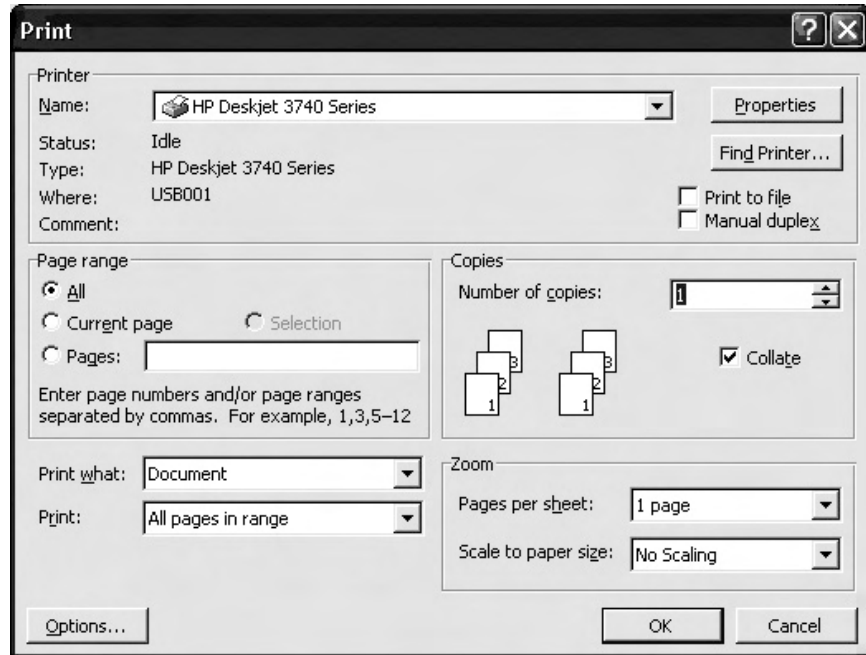 Print
Printer
Name: HP Deskjet 3740 Series Properties
Status: Idle
Type: HP Deskjet 3740 Series Find Printer...
Where: USB001 Print to file
Comment: Manual duplex
Page range
All
Current page Selection
Pages:
Enter page numbers and/or page ranges
separated by commas. For example, 1,3,5–12
Copies
Number of copies: 1
3 3
2 2
1 1
Collate
Print what: Document
Print: All pages in range
Zoom
Pages per sheet: 1 page
Scale to paper size: No Scaling
Options... OK Cancel